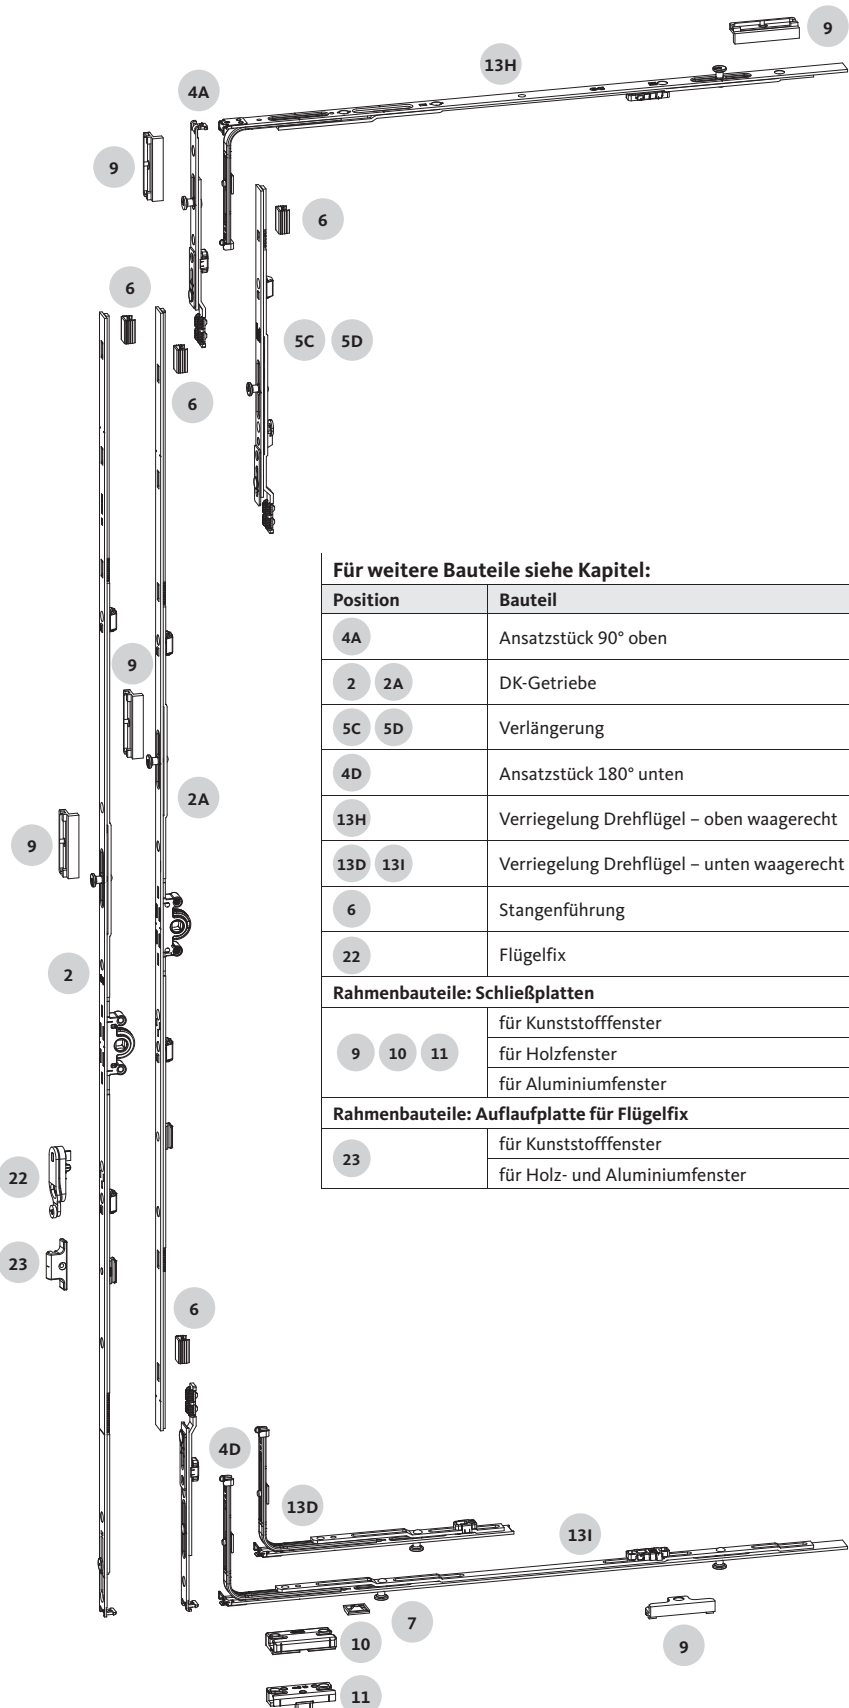 9
13H
4A
9
6
6
5C 5D
6
Für weitere Bauteile siehe Kapitel:
Position Bauteil
4A Ansatzstück 90° oben
2 2A DK-Getriebe
5C 5D Verlängerung
4D Ansatzstück 180° unten
13H Verriegelung Drehflügel – oben waagerecht
13D 13I Verriegelung Drehflügel – unten waagerecht
6 Stangenführung
22 Flügelfix
Rahmenbauteile: Schließplatten
9 10 11
für Kunststofffenster
für Holzfenster
für Aluminiumfenster
Rahmenbauteile: Auflaufplatte für Flügelfix
23
für Kunststofffenster
für Holz- und Aluminiumfenster
9
2A
9
2
22
23
6
4D
13D
13I
7
10
9
11